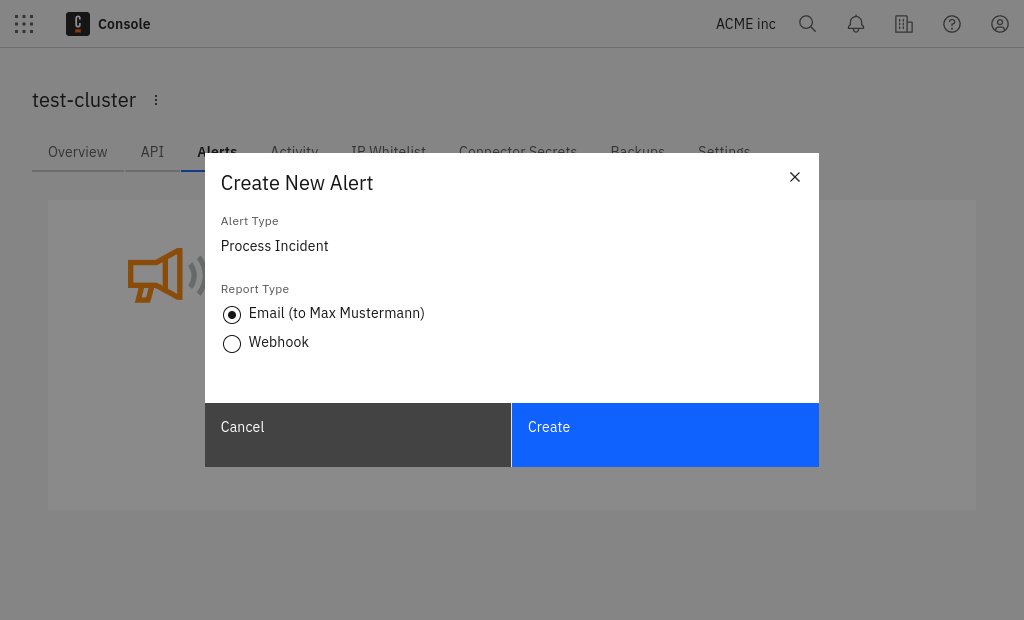 Console
ACME inc
test-cluster
Overview API Alerts Activity IP Whitelist Connector Secrets Backups Settings
Create New Alert
Alert Type
Process Incident
Report Type
Email (to Max Mustermann)
Webhook
Cancel
Create